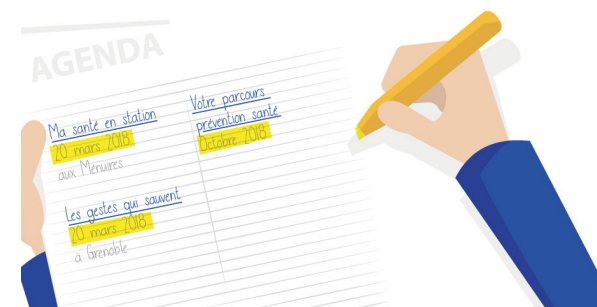 AGENDA
Ma santé en station
20 mars 2018
aux Menuires
Les gestes qui sauvent
20 mars 2018
à Grenoble
Votre parcours
prévention santé
Octobre 2018